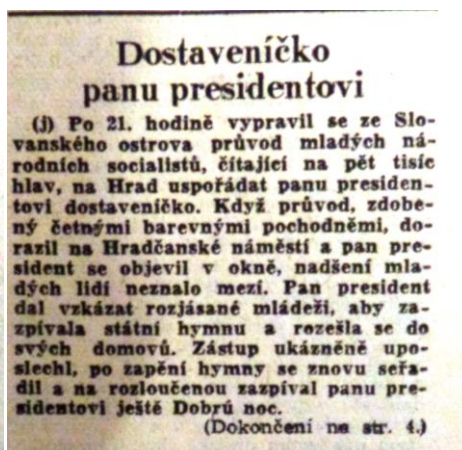 Dostaveníčko
panu presidentovi
(j) Po 21. hodině vypravil se ze Slo-
vanského ostrova průvod mladých ná-
rodních socialistů, čítající na pět tisíc
hlav, na Hrad uspořádat panu presiden-
tovi dostaveníčko. Když průvod, zdobe-
ný četnými barevnými pochodněmi, do-
razil na Hradčanské náměstí a pan pre-
sident se objevil v okně, nadšení mla-
dých lidí neznalo mezí. Pan president
dal vzkázat rozjásané mládeži, aby za-
zpívala státní hymnu a rozešla se do
svých domovů. Zástup ukázněně upo-
slechl, po zapění hymny se znovu seřa-
dil a na rozloučenou zazpíval panu pre-
sidentovi ještě Dobrú noc.
(Dokončení na str. 4.)